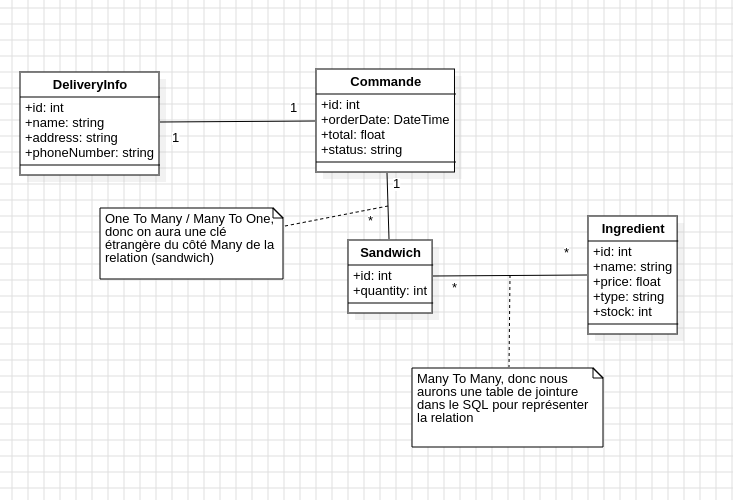 DeliveryInfo
+id: int
+name: string
+address: string
+phoneNumber: string
1
1
Commande
+id: int
+orderDate: DateTime
+total: float
+status: string
1
*
One To Many / Many To One,
donc on aura une clé
étrangère du côté Many de la
relation (sandwich)
Sandwich
+id: int
+quantity: int
*
*
Ingredient
+id: int
+name: string
+price: float
+type: string
+stock: int
Many To Many, donc nous
aurons une table de jointure
dans le SQL pour représenter
la relation